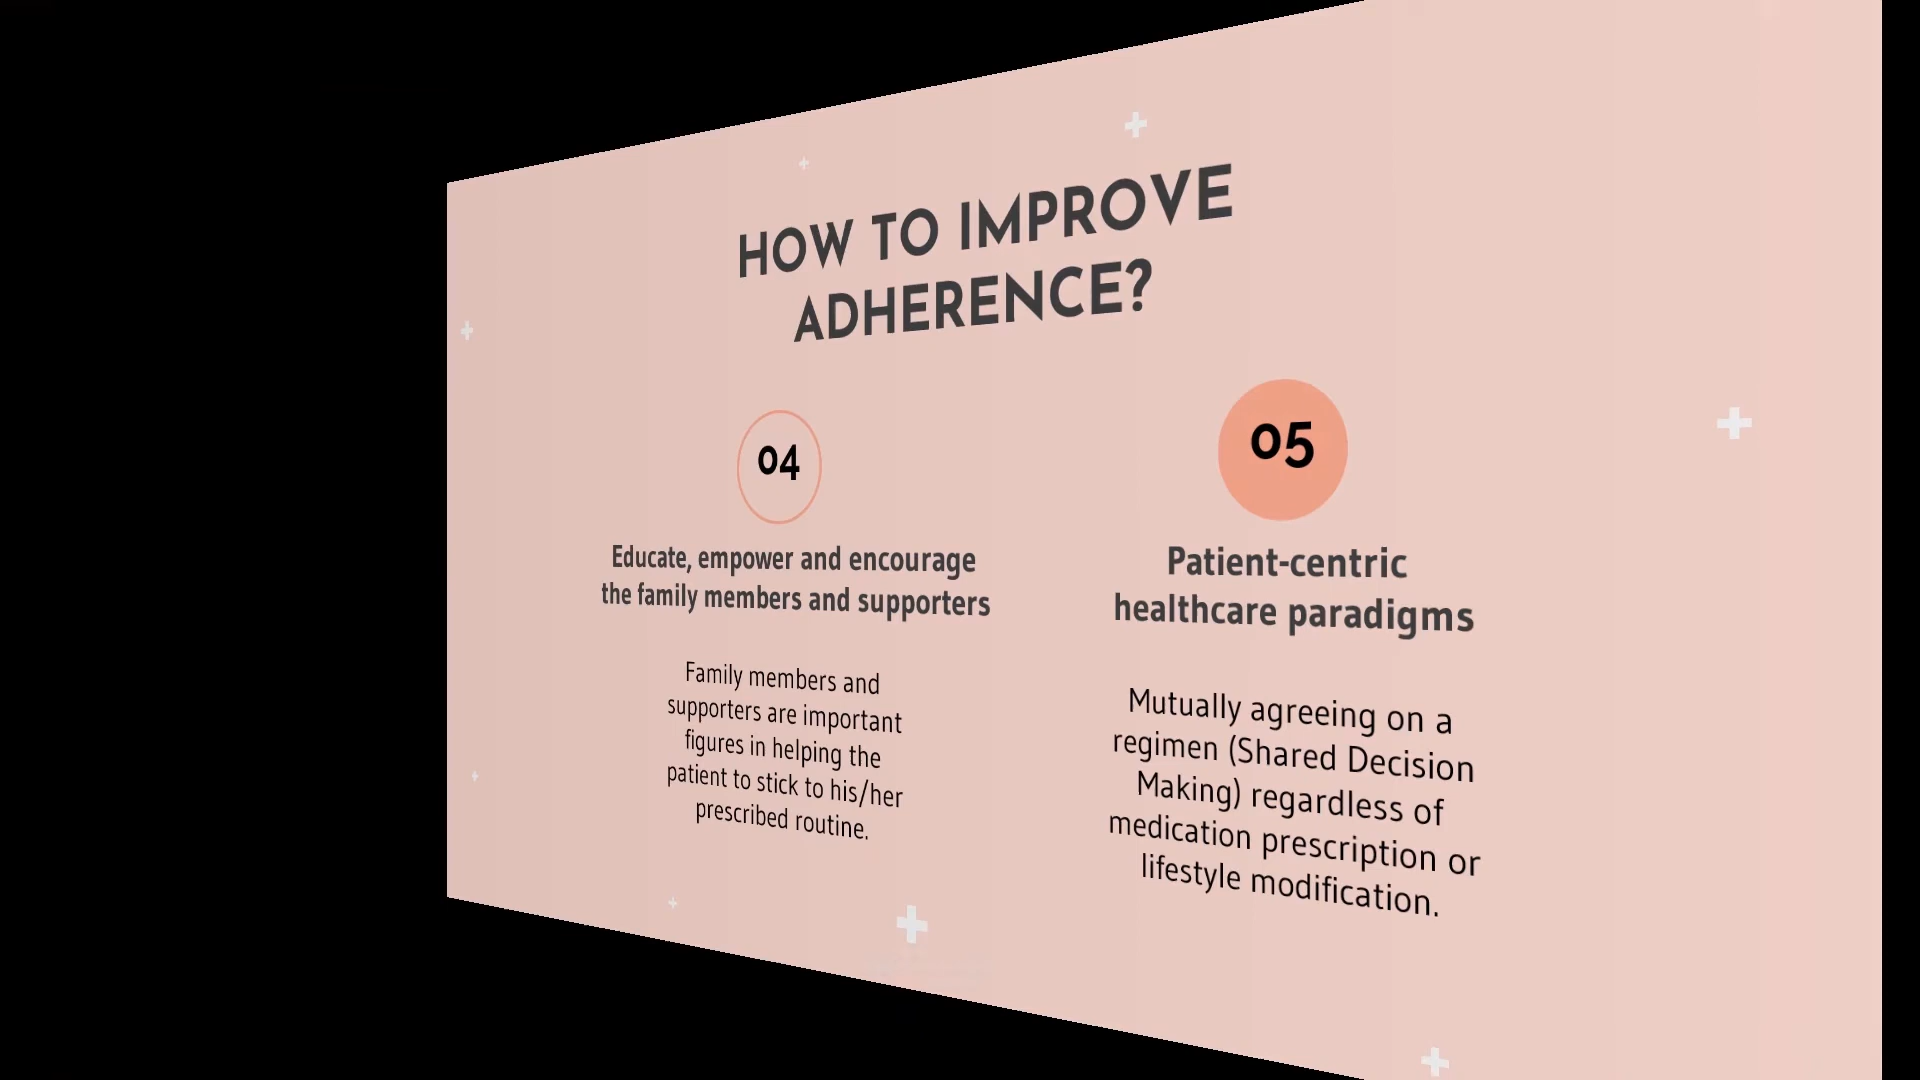 HOW TO IMPROVE
ADHERENCE?
04
Educate, empower and encourage
the family members and supporters
Family members and
supporters are important
figures in helping the
patient to stick to his/her
prescribed routine.
05
Patient-centric
healthcare paradigms
Mutually agreeing on a
regimen (Shared Decision
Making) regardless of
medication prescription or
lifestyle modification.